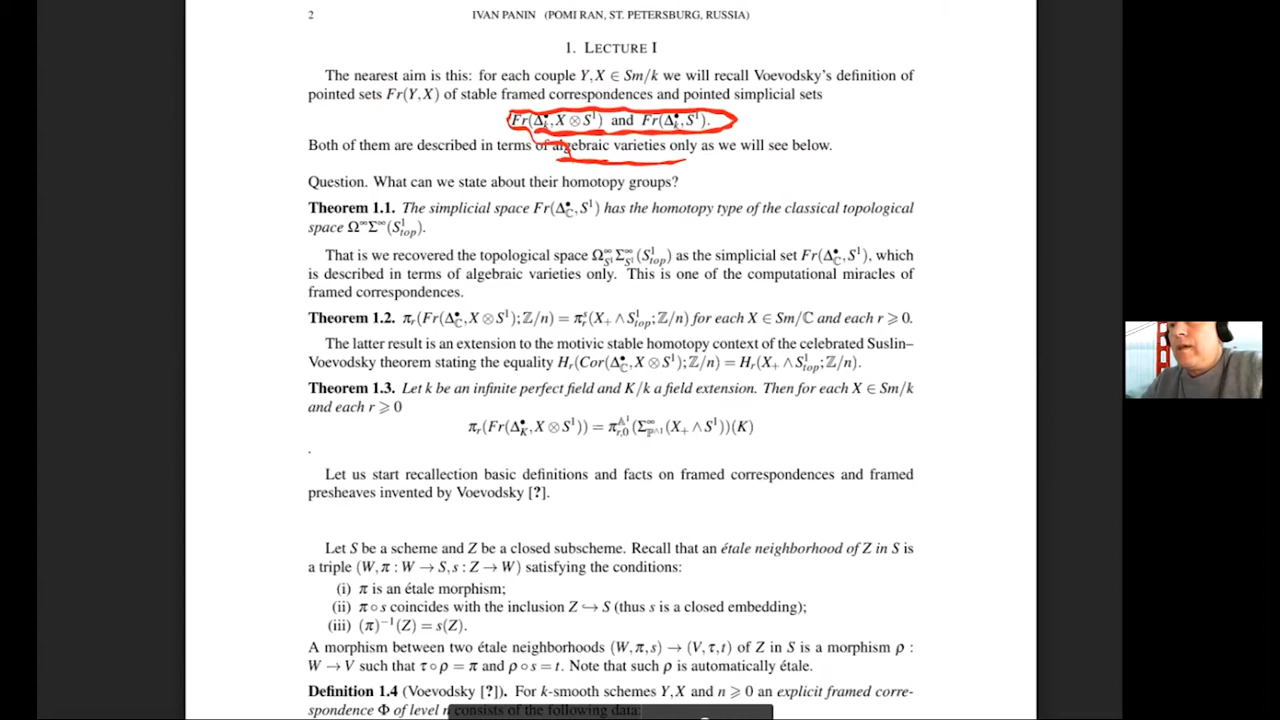 2 IVAN PANIN (POMI RAN, ST. PETERSBURG, RUSSIA)
1. LECTURE I
The nearest aim is this: for each couple Y, X ∈ Sm/k we will recall Voevodsky's definition of
pointed sets Fr(Y, X) of stable framed correspondences and pointed simplicial sets
Fr(Δ•k, X ⊗ S¹) and Fr(Δ•k, S¹).
Both of them are described in terms of algebraic varieties only as we will see below.
Question. What can we state about their homotopy groups?
Theorem 1.1. The simplicial space Fr(Δ•ℂ, S¹) has the homotopy type of the classical topological
space Ω∞Σ∞(S¹top).
That is we recovered the topological space Ω∞S¹Σ∞S¹(S¹top) as the simplicial set Fr(Δ•ℂ, S¹), which
is described in terms of algebraic varieties only. This is one of the computational miracles of
framed correspondences.
Theorem 1.2. πr(Fr(Δ•ℂ, X ⊗ S¹); ℤ/n) = πsr(X+ ∧ S¹top; ℤ/n) for each X ∈ Sm/ℂ and each r ⩾ 0.
The latter result is an extension to the motivic stable homotopy context of the celebrated Suslin–
Voevodsky theorem stating the equality Hr(Cor(Δ•ℂ, X ⊗ S¹); ℤ/n) = Hr(X+ ∧ S¹top; ℤ/n).
Theorem 1.3. Let k be an infinite perfect field and K/k a field extension. Then for each X ∈ Sm/k
and each r ⩾ 0
πr(Fr(Δ•K, X ⊗ S¹)) = π𝔸¹r,0(Σ∞ℙ∧1(X+ ∧ S¹))(K)
.
Let us start recallection basic definitions and facts on framed correspondences and framed
presheaves invented by Voevodsky [?].
Let S be a scheme and Z be a closed subscheme. Recall that an étale neighborhood of Z in S is
a triple (W, π : W → S, s : Z → W) satisfying the conditions:
(i) π is an étale morphism;
(ii) π ∘ s coincides with the inclusion Z ↪ S (thus s is a closed embedding);
(iii) (π)⁻¹(Z) = s(Z).
A morphism between two étale neighborhoods (W, π, s) → (V, τ, t) of Z in S is a morphism ρ :
W → V such that τ ∘ ρ = π and ρ ∘ s = t. Note that such ρ is automatically étale.
Definition 1.4 (Voevodsky [?]). For k-smooth schemes Y, X and n ⩾ 0 an explicit framed corre-
spondence Φ of level n consists of the following data: